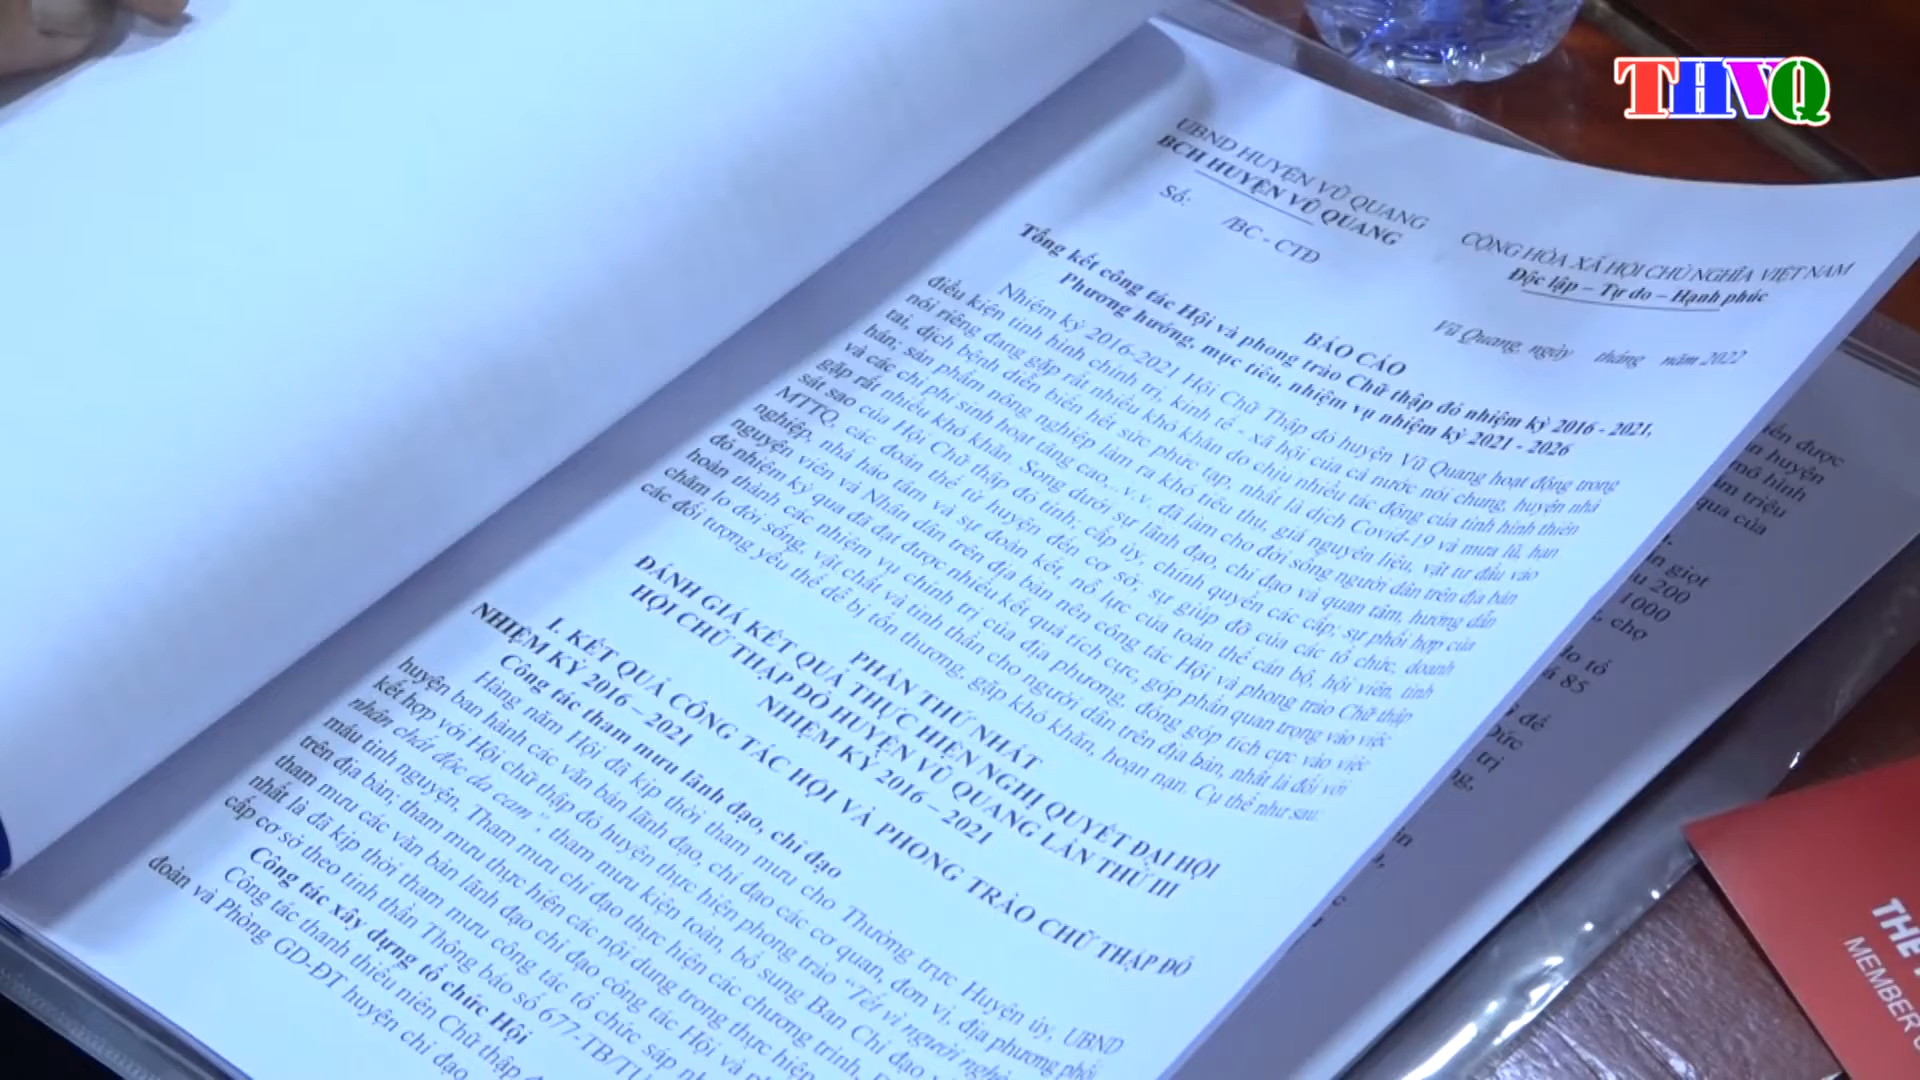 THVQ
UBND HUYỆN VŨ QUANG
BCH HUYỆN VŨ QUANG
Số: /BC - CTĐ
CỘNG HÒA XÃ HỘI CHỦ NGHĨA VIỆT NAM
Độc lập – Tự do – Hạnh phúc
Vũ Quang, ngày tháng năm 2022
BÁO CÁO
Tổng kết công tác Hội và phong trào Chữ thập đỏ nhiệm kỳ 2016 - 2021,
Phương hướng, mục tiêu, nhiệm vụ nhiệm kỳ 2021 - 2026
Nhiệm kỳ 2016-2021 Hội Chữ Thập đỏ huyện Vũ Quang hoạt động trong
điều kiện tình hình chính trị, kinh tế - xã hội của cả nước nói chung, huyện nhà
nói riêng đang gặp rất nhiều khó khăn do chịu nhiều tác động của tình hình thiên
tai, dịch bệnh diễn biến hết sức phức tạp, nhất là dịch Covid-19 và mưa lũ, hạn
hán; sản phẩm nông nghiệp làm ra khó tiêu thụ, giá nguyên liệu, vật tư đầu vào
và các chi phí sinh hoạt tăng cao...v.v. đã làm cho đời sống người dân trên địa bàn
gặp rất nhiều khó khăn. Song dưới sự lãnh đạo, chỉ đạo và quan tâm, hướng dẫn
sát sao của Hội Chữ thập đỏ tỉnh; cấp ủy, chính quyền các cấp; sự phối hợp của
MTTQ, các đoàn thể từ huyện đến cơ sở; sự giúp đỡ của các tổ chức, doanh
nghiệp, nhà hảo tâm và sự đoàn kết, nỗ lực của toàn thể cán bộ, hội viên, tình
nguyện viên và Nhân dân trên địa bàn nên công tác Hội và phong trào Chữ thập
đỏ nhiệm kỳ qua đã đạt được nhiều kết quả tích cực, góp phần quan trọng vào việc
hoàn thành các nhiệm vụ chính trị của địa phương, đóng góp tích cực vào việc
chăm lo đời sống, vật chất và tinh thần cho người dân trên địa bàn, nhất là đối với
các đối tượng yếu thế dễ bị tổn thương, gặp khó khăn, hoạn nạn. Cụ thể như sau:
PHẦN THỨ NHẤT
ĐÁNH GIÁ KẾT QUẢ THỰC HIỆN NGHỊ QUYẾT ĐẠI HỘI
HỘI CHỮ THẬP ĐỎ HUYỆN VŨ QUANG LẦN THỨ III
NHIỆM KỲ 2016 – 2021
I. KẾT QUẢ CÔNG TÁC HỘI VÀ PHONG TRÀO CHỮ THẬP ĐỎ
NHIỆM KỲ 2016 – 2021
Công tác tham mưu lãnh đạo, chỉ đạo
Hàng năm Hội đã kịp thời tham mưu cho Thường trực Huyện ủy, UBND
huyện ban hành các văn bản lãnh đạo, chỉ đạo các cơ quan, đơn vị, địa phương phối
kết hợp với Hội chữ thập đỏ huyện thực hiện phong trào “Tết vì người nghèo
nhân chất độc da cam”, tham mưu kiện toàn, bổ sung Ban Chỉ đạo
máu tình nguyện, Tham mưu chỉ đạo thực hiện các chương trình,
trên địa bàn; tham mưu thực hiện các nội dung trong thực hiện
tham mưu các văn bản lãnh đạo chỉ đạo công tác Hội và
nhất là đã kịp thời tham mưu công tác tổ chức sáp
cấp cơ sở theo tinh thần Thông báo số 677-TB/TU
Công tác xây dựng tổ chức Hội
Công tác thanh thiếu niên Chữ thập
đoàn và Phòng GD-ĐT huyện chỉ đạo
được
huyện
mô hình
triệu
qua của
giọt
200
1000
chợ
tổ
85
để
Đức
trị
THE
MEMBER